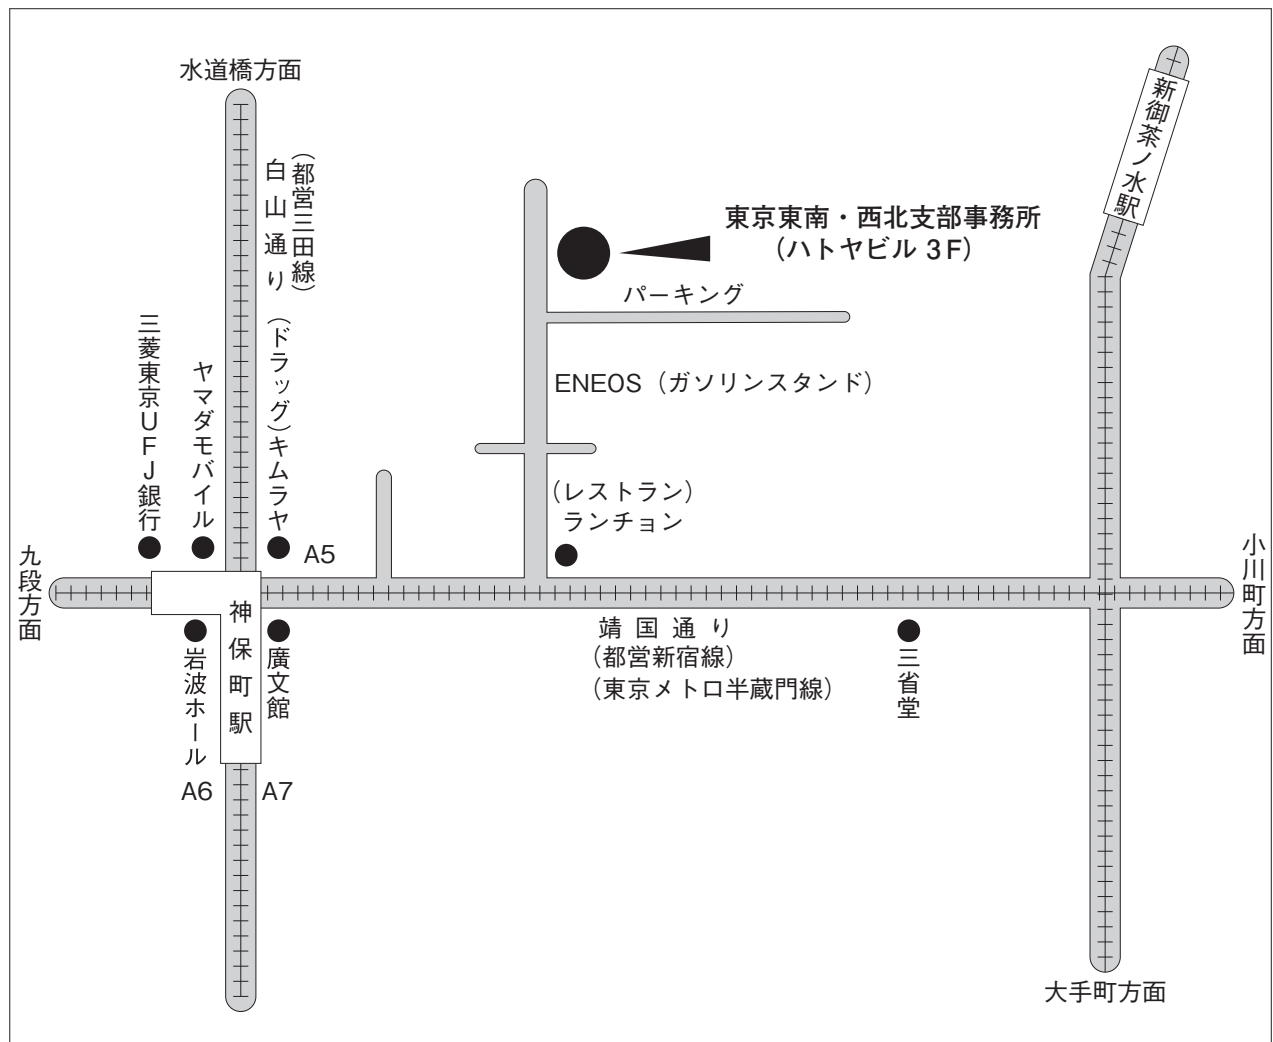 水道橋方面
白山通り
（都営三田線）
新御茶ノ水駅
東京東南・西北支部事務所
（ハトヤビル 3F）
パーキング
三菱東京UFJ銀行
ヤマダモバイル
（ドラッグ）キムラヤ
ENEOS（ガソリンスタンド）
（レストラン）
ランチョン
A5
九段方面
小川町方面
神保町駅
岩波ホール
廣文館
靖国通り
（都営新宿線）
（東京メトロ半蔵門線）
三省堂
A6
A7
大手町方面